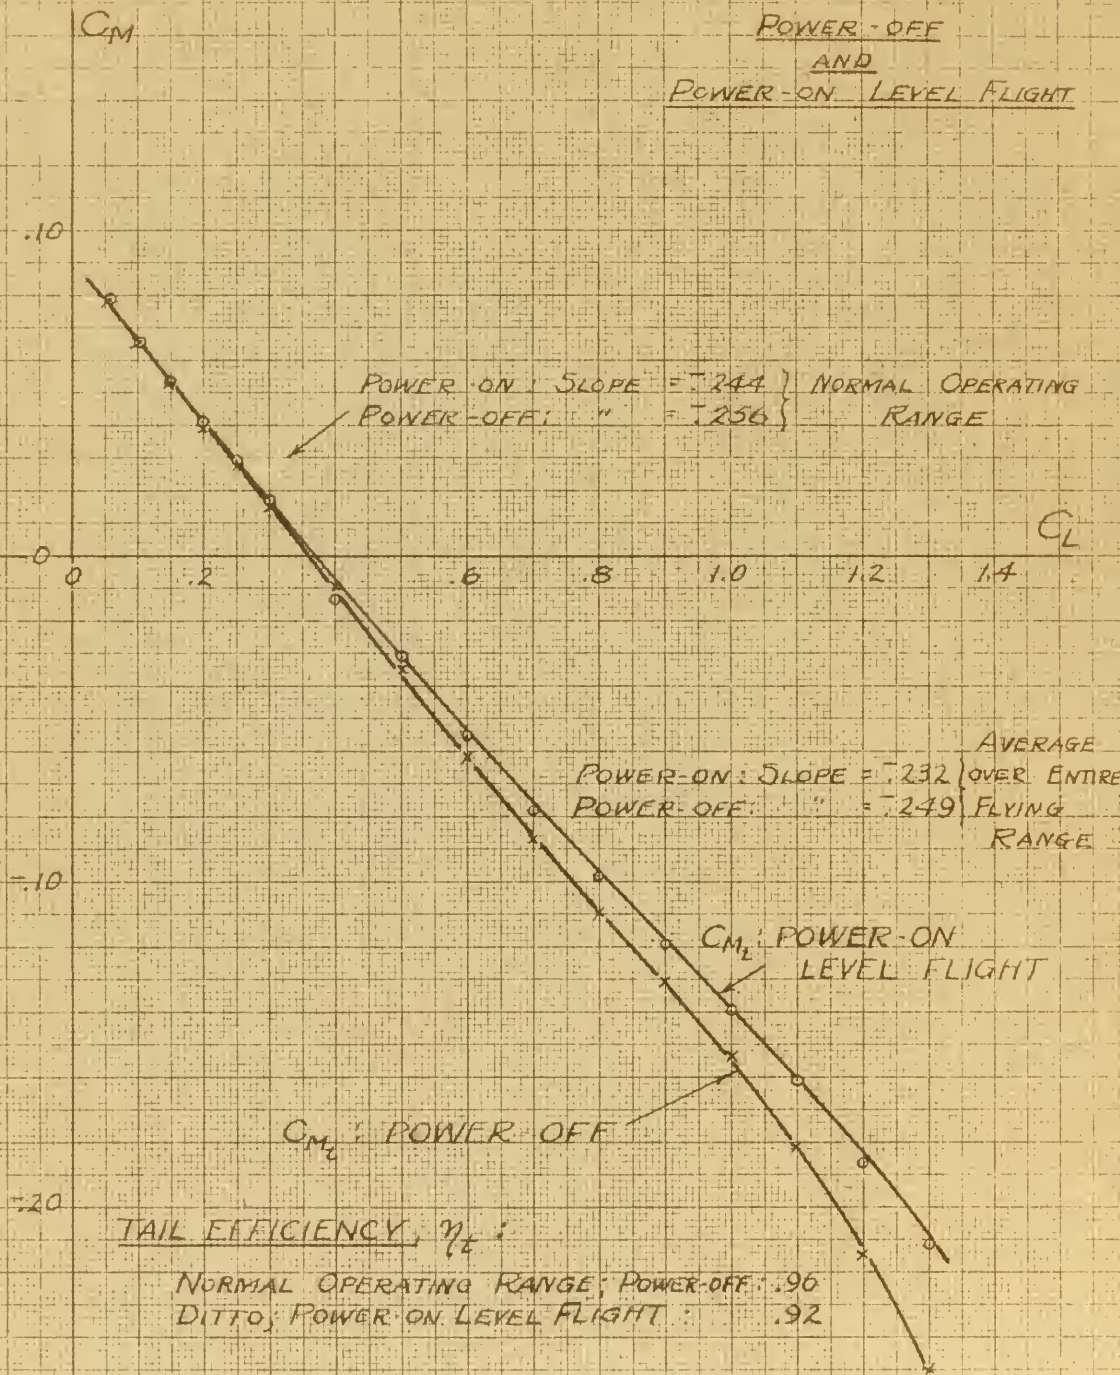 C_M
POWER-OFF
AND
POWER-ON LEVEL FLIGHT
.10
POWER ON: SLOPE = -.244 } NORMAL OPERATING
POWER-OFF: " = -.256 } RANGE
C_L
0
0 .2 .6 .8 1.0 1.2 1.4
AVERAGE
POWER-ON: SLOPE = -.232 } OVER ENTIRE
POWER-OFF: " = -.249 } FLYING
RANGE
-.10
C_Mt: POWER-ON
LEVEL FLIGHT
C_Mt: POWER OFF
-.20
TAIL EFFICIENCY, η_t:
NORMAL OPERATING RANGE; POWER-OFF: .96
DITTO; POWER-ON LEVEL FLIGHT: .92